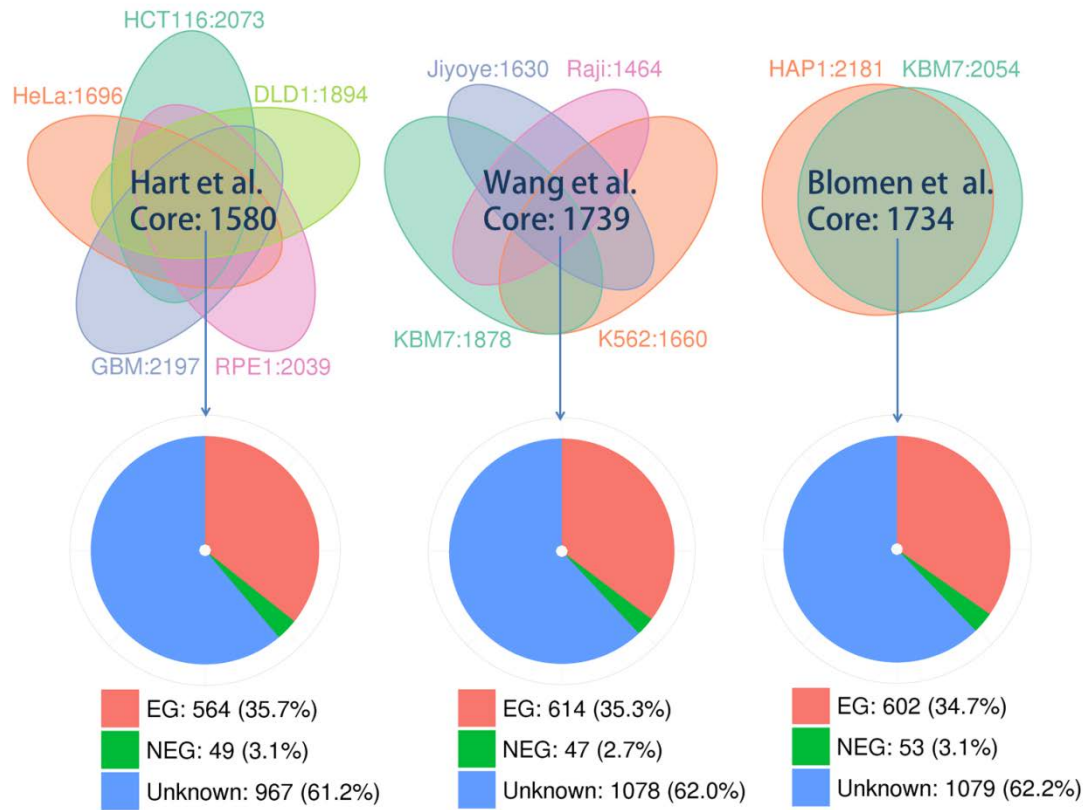 HCT116:2073
HeLa:1696
DLD1:1894
Hart et al.
Core: 1580
GBM:2197
RPE1:2039
Jiyoye:1630
Raji:1464
Wang et al.
Core: 1739
KBM7:1878
K562:1660
HAP1:2181
KBM7:2054
Blomen et al.
Core: 1734
EG: 564 (35.7%)
NEG: 49 (3.1%)
Unknown: 967 (61.2%)
EG: 614 (35.3%)
NEG: 47 (2.7%)
Unknown: 1078 (62.0%)
EG: 602 (34.7%)
NEG: 53 (3.1%)
Unknown: 1079 (62.2%)